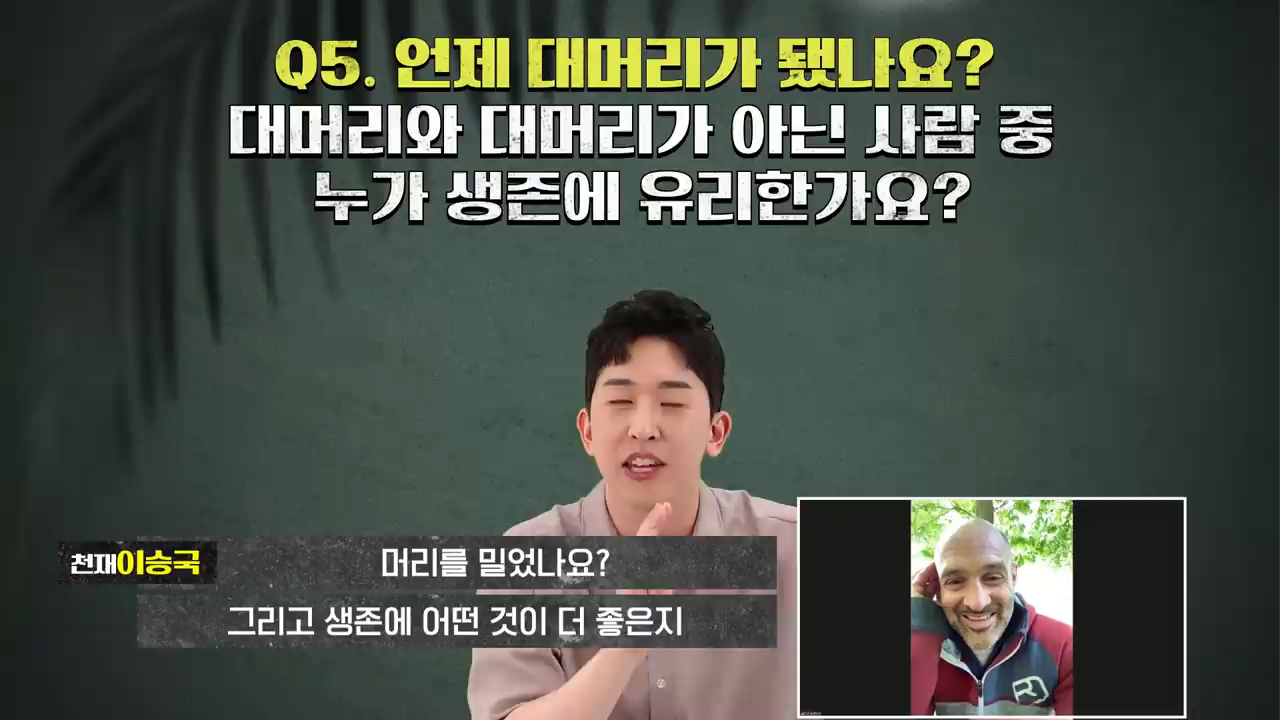 Q5. 언제 대머리가 됐나요?
대머리와 대머리가 아닌 사람 중
누가 생존에 유리한가요?
천재이승국
머리를 밀었나요?
그리고 생존에 어떤 것이 더 좋은지